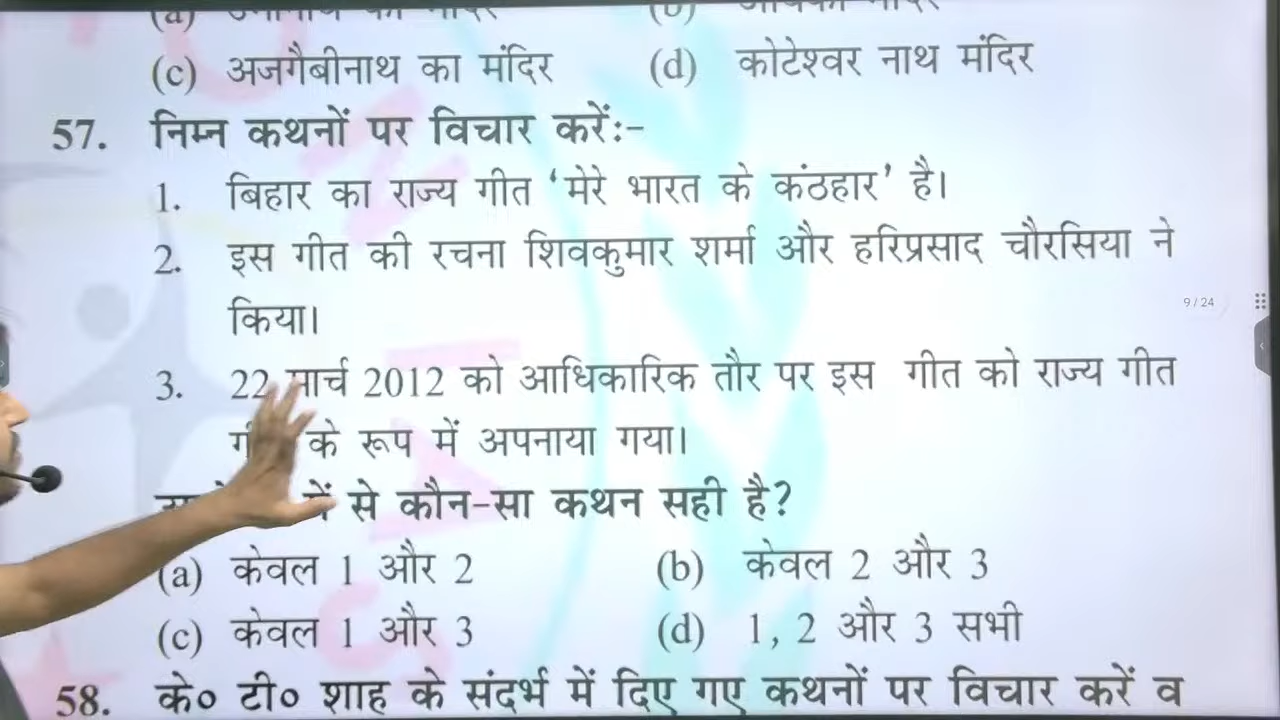 (c) अजगैबीनाथ का मंदिर (d) कोटेश्वर नाथ मंदिर
57. निम्न कथनों पर विचार करेंः-
1. बिहार का राज्य गीत ‘मेरे भारत के कंठहार’ है।
2. इस गीत की रचना शिवकुमार शर्मा और हरिप्रसाद चौरसिया ने
किया।
9 / 24
3. 22 मार्च 2012 को आधिकारिक तौर पर इस गीत को राज्य गीत
के रूप में अपनाया गया।
में से कौन-सा कथन सही है?
(a) केवल 1 और 2 (b) केवल 2 और 3
(c) केवल 1 और 3 (d) 1, 2 और 3 सभी
58. के० टी० शाह के संदर्भ में दिए गए कथनों पर विचार करें व